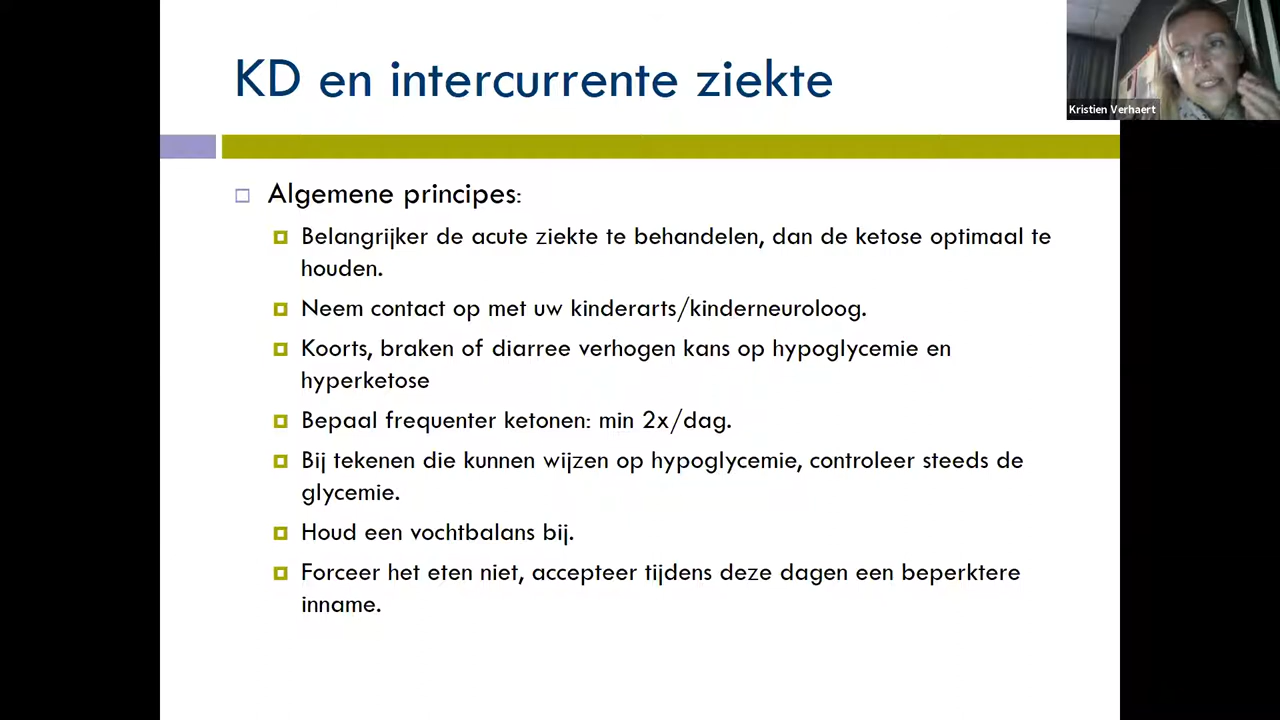 KD en intercurrente ziekte
Kristien Verhaert
Algemene principes:
Belangrijker de acute ziekte te behandelen, dan de ketose optimaal te
houden.
Neem contact op met uw kinderarts/kinderneuroloog.
Koorts, braken of diarree verhogen kans op hypoglycemie en
hyperketose
Bepaal frequenter ketonen: min 2x/dag.
Bij tekenen die kunnen wijzen op hypoglycemie, controleer steeds de
glycemie.
Houd een vochtbalans bij.
Forceer het eten niet, accepteer tijdens deze dagen een beperktere
inname.